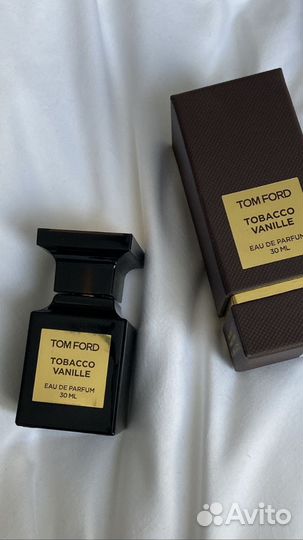 TOM FORD
TOBACCO
VANILLE
EAU DE PARFUM
30 ML
TOM FORD
TOBACCO
VANILLE
EAU DE PARFUM
30 ML
Avito